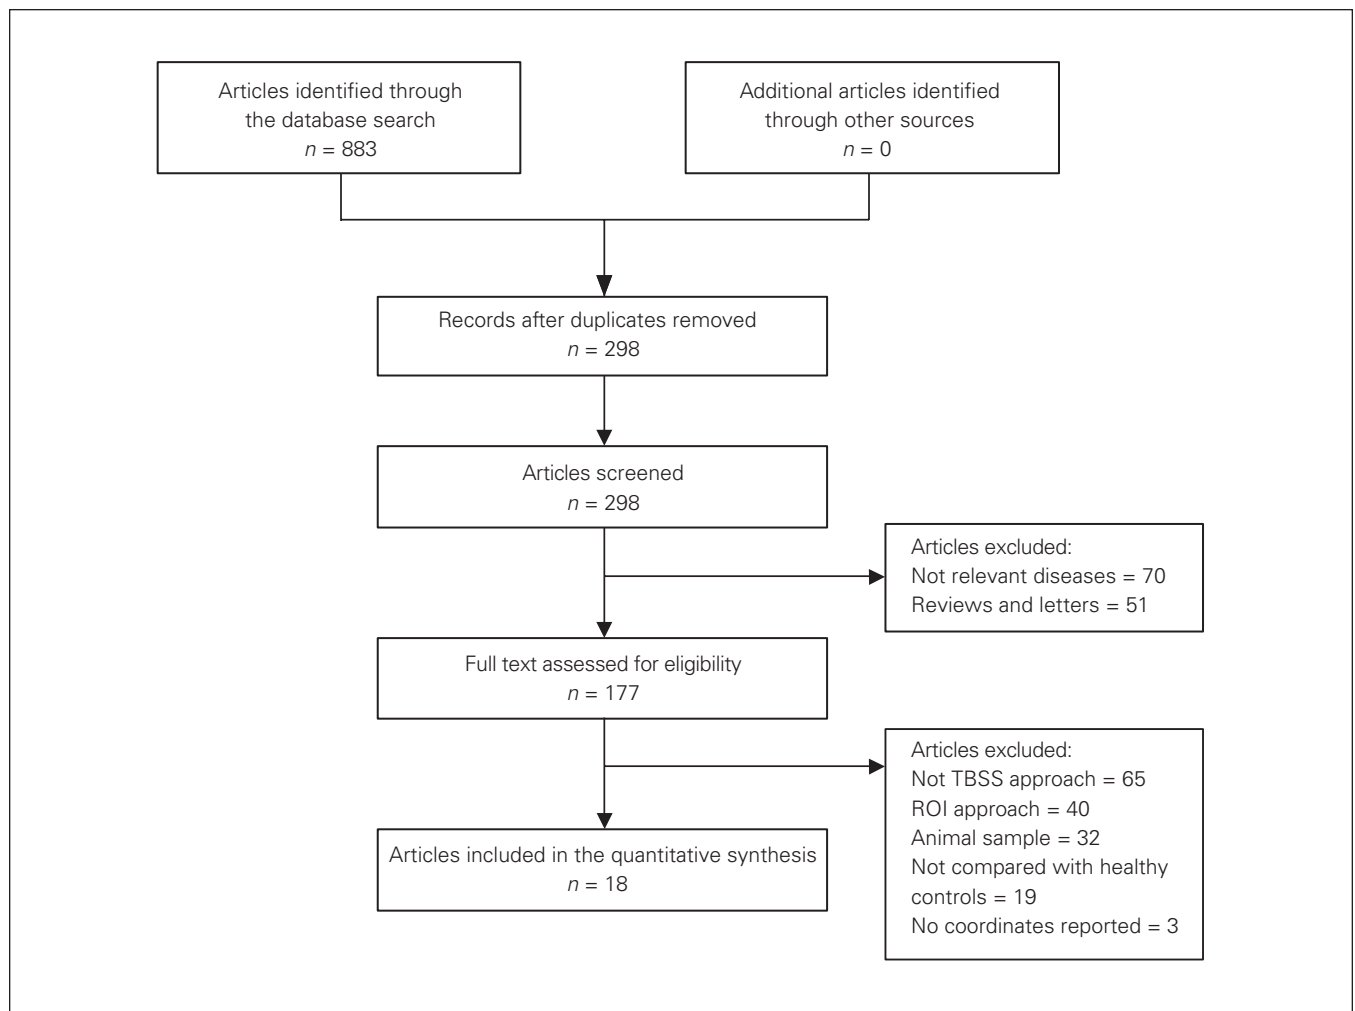 Articles identified through
the database search
n = 883
Additional articles identified
through other sources
n = 0
Records after duplicates removed
n = 298
Articles screened
n = 298
Articles excluded:
Not relevant diseases = 70
Reviews and letters = 51
Full text assessed for eligibility
n = 177
Articles excluded:
Not TBSS approach = 65
ROI approach = 40
Animal sample = 32
Not compared with healthy
controls = 19
No coordinates reported = 3
Articles included in the quantitative synthesis
n = 18